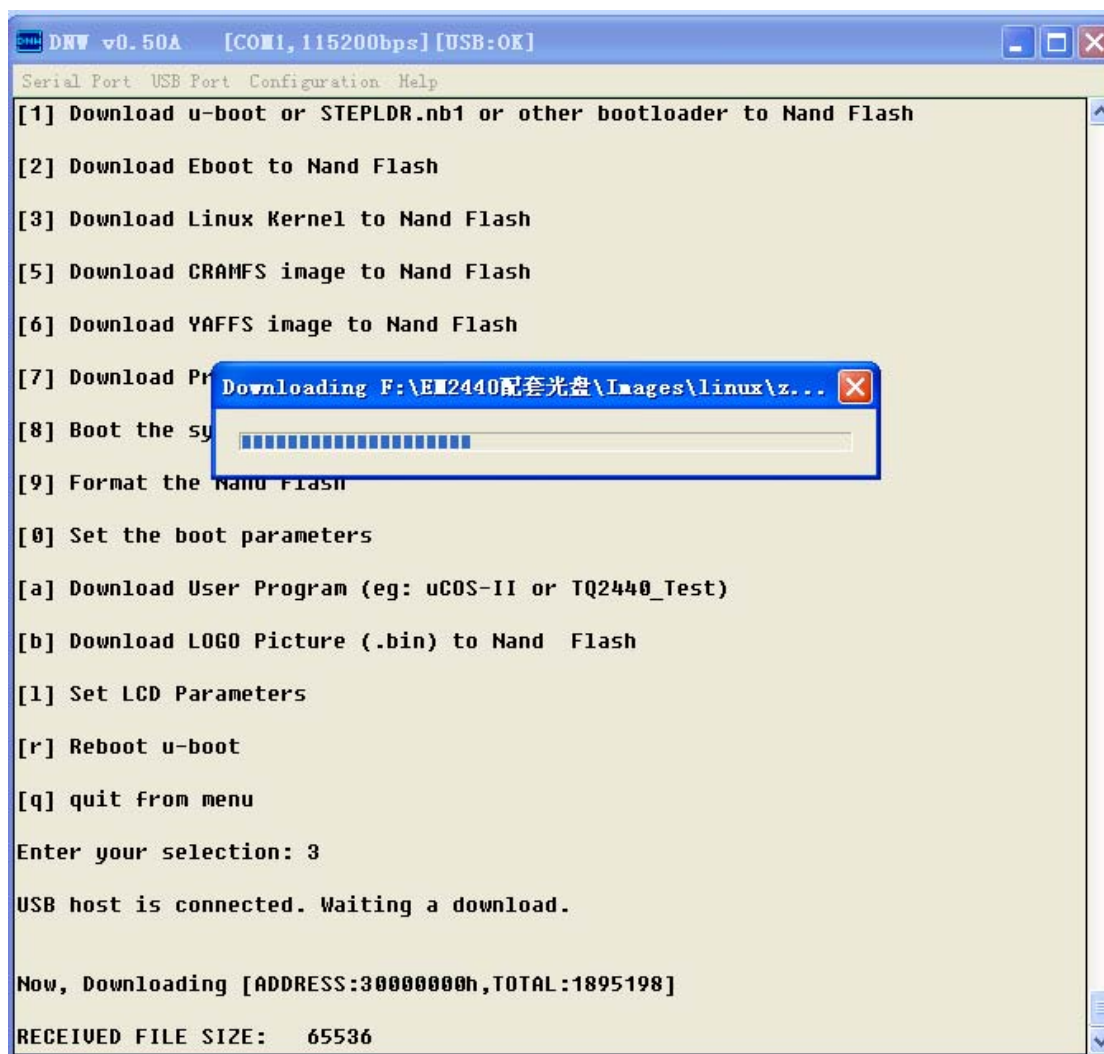 DNW v0.50A [COM1,115200bps][USB:OK]
Serial Port USB Port Configuration Help
[1] Download u-boot or STEPLDR.nb1 or other bootloader to Nand Flash
[2] Download Eboot to Nand Flash
[3] Download Linux Kernel to Nand Flash
[5] Download CRAMFS image to Nand Flash
[6] Download YAFFS image to Nand Flash
[7] Download Pr
Downloading F:\EM2440配套光盘\Images\linux\z...
[8] Boot the sy
[9] Format the Nand Flash
[0] Set the boot parameters
[a] Download User Program (eg: uCOS-II or TQ2440_Test)
[b] Download LOGO Picture (.bin) to Nand  Flash
[l] Set LCD Parameters
[r] Reboot u-boot
[q] quit from menu
Enter your selection: 3
USB host is connected. Waiting a download.
Now, Downloading [ADDRESS:30000000h,TOTAL:1895198]
RECEIVED FILE SIZE:   65536